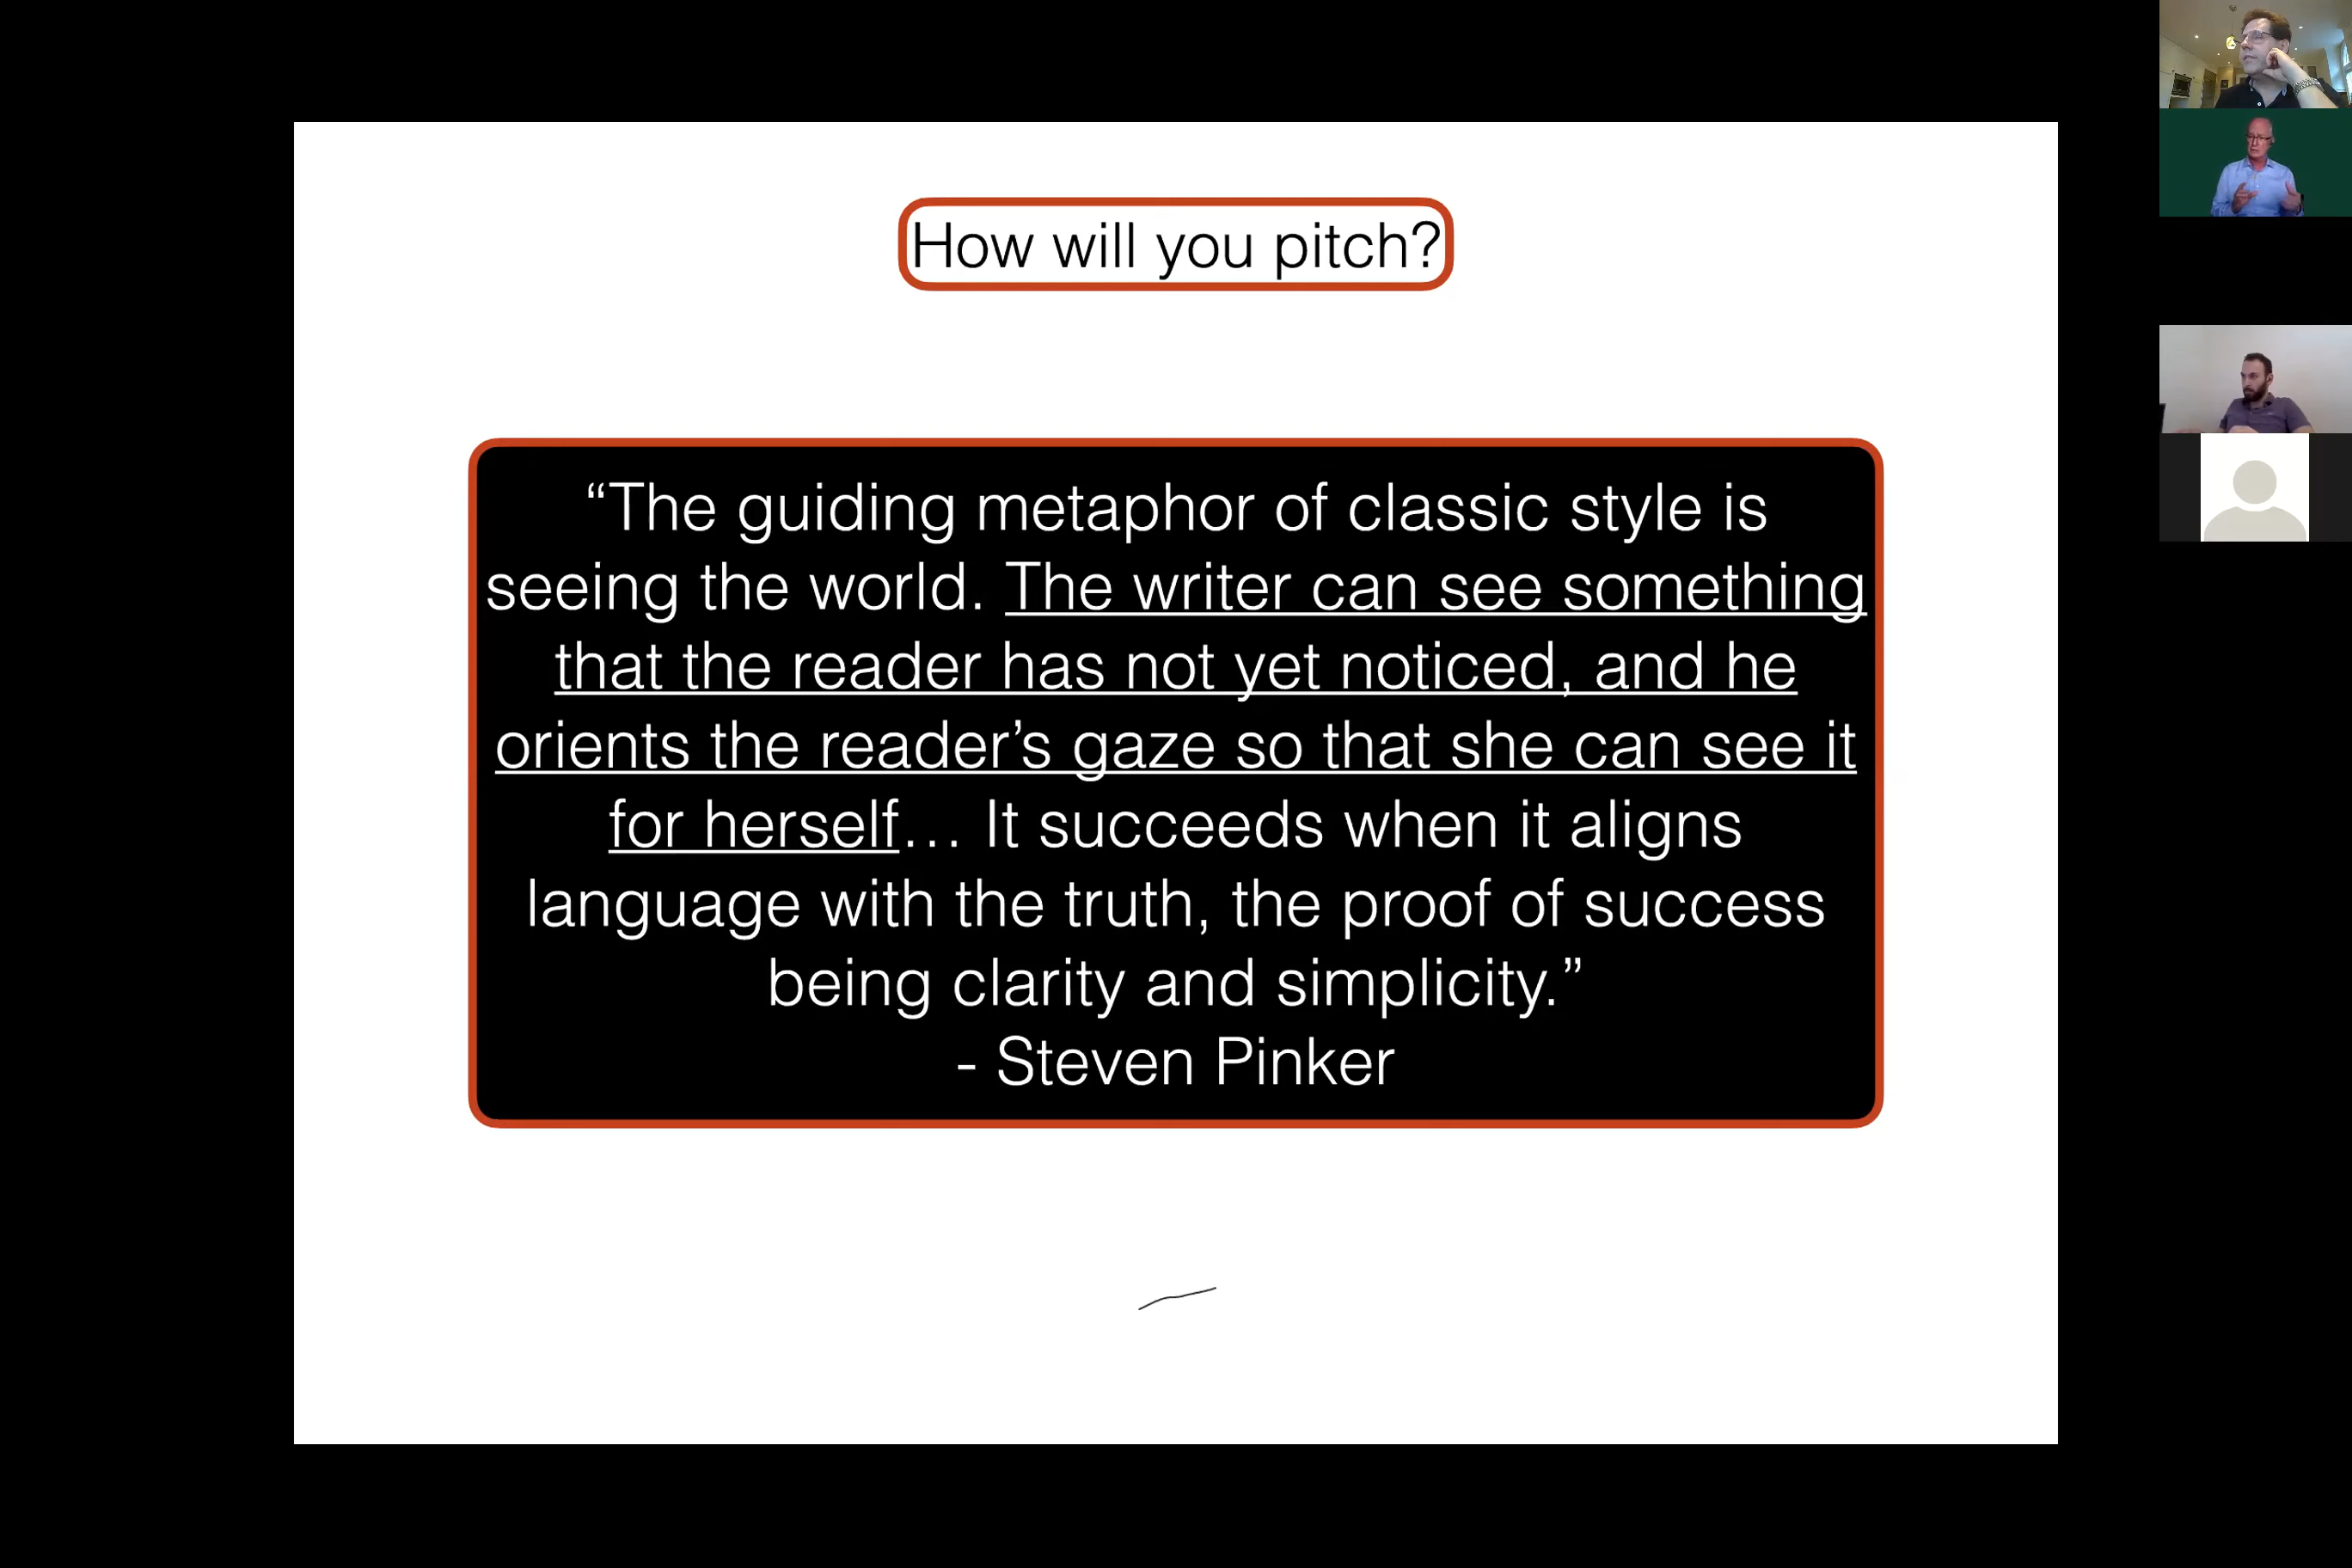 How will you pitch?
“The guiding metaphor of classic style is
seeing the world. The writer can see something
that the reader has not yet noticed, and he
orients the reader’s gaze so that she can see it
for herself… It succeeds when it aligns
language with the truth, the proof of success
being clarity and simplicity.”
- Steven Pinker